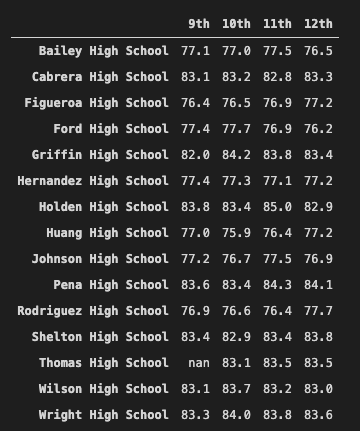 9th 10th 11th 12th
Bailey High School 77.1 77.0 77.5 76.5
Cabrera High School 83.1 83.2 82.8 83.3
Figueroa High School 76.4 76.5 76.9 77.2
Ford High School 77.4 77.7 76.9 76.2
Griffin High School 82.0 84.2 83.8 83.4
Hernandez High School 77.4 77.3 77.1 77.2
Holden High School 83.8 83.4 85.0 82.9
Huang High School 77.0 75.9 76.4 77.2
Johnson High School 77.2 76.7 77.5 76.9
Pena High School 83.6 83.4 84.3 84.1
Rodriguez High School 76.9 76.6 76.4 77.7
Shelton High School 83.4 82.9 83.4 83.8
Thomas High School nan 83.1 83.5 83.5
Wilson High School 83.1 83.7 83.2 83.0
Wright High School 83.3 84.0 83.8 83.6